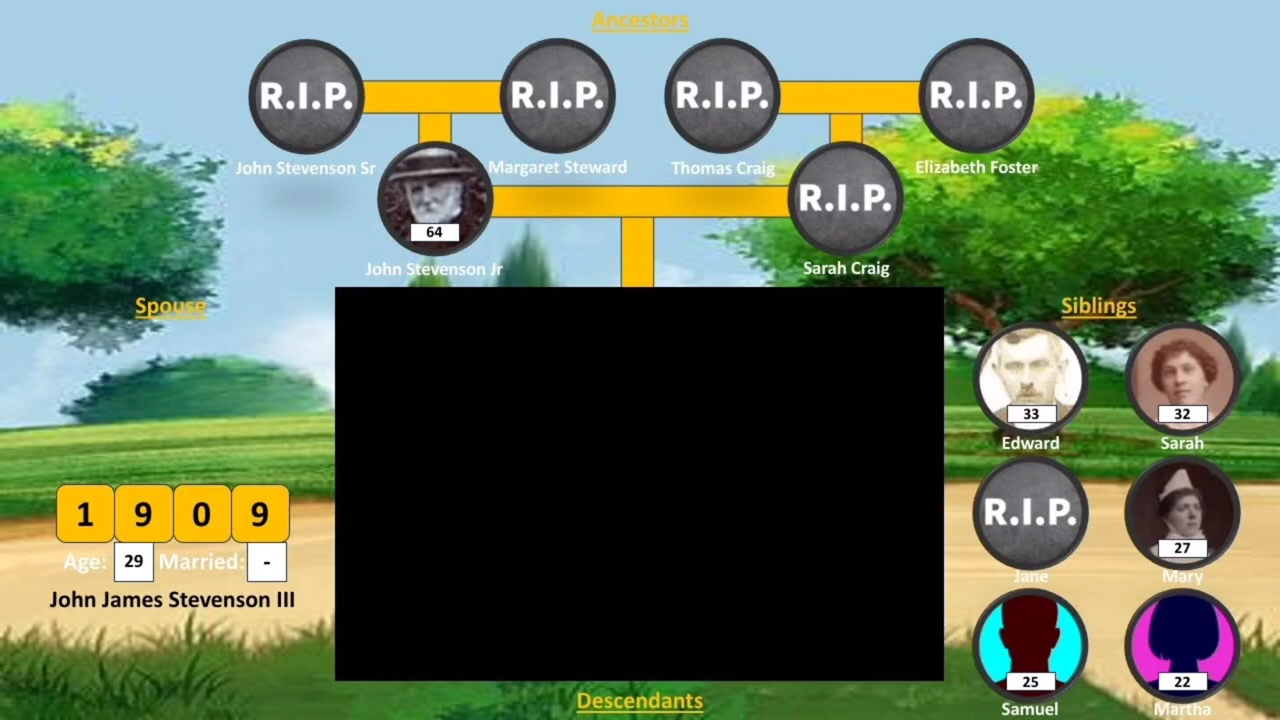 Ancestors
R.I.P. R.I.P. R.I.P. R.I.P.
John Stevenson Sr Margaret Steward Thomas Craig Elizabeth Foster
64 R.I.P.
John Stevenson Jr Sarah Craig
Spouse Siblings
33 32
Edward Sarah
1 9 0 9 R.I.P. 27
Age: 29 Married: - Jane Mary
John James Stevenson III
25 22
Samuel Martha
Descendants